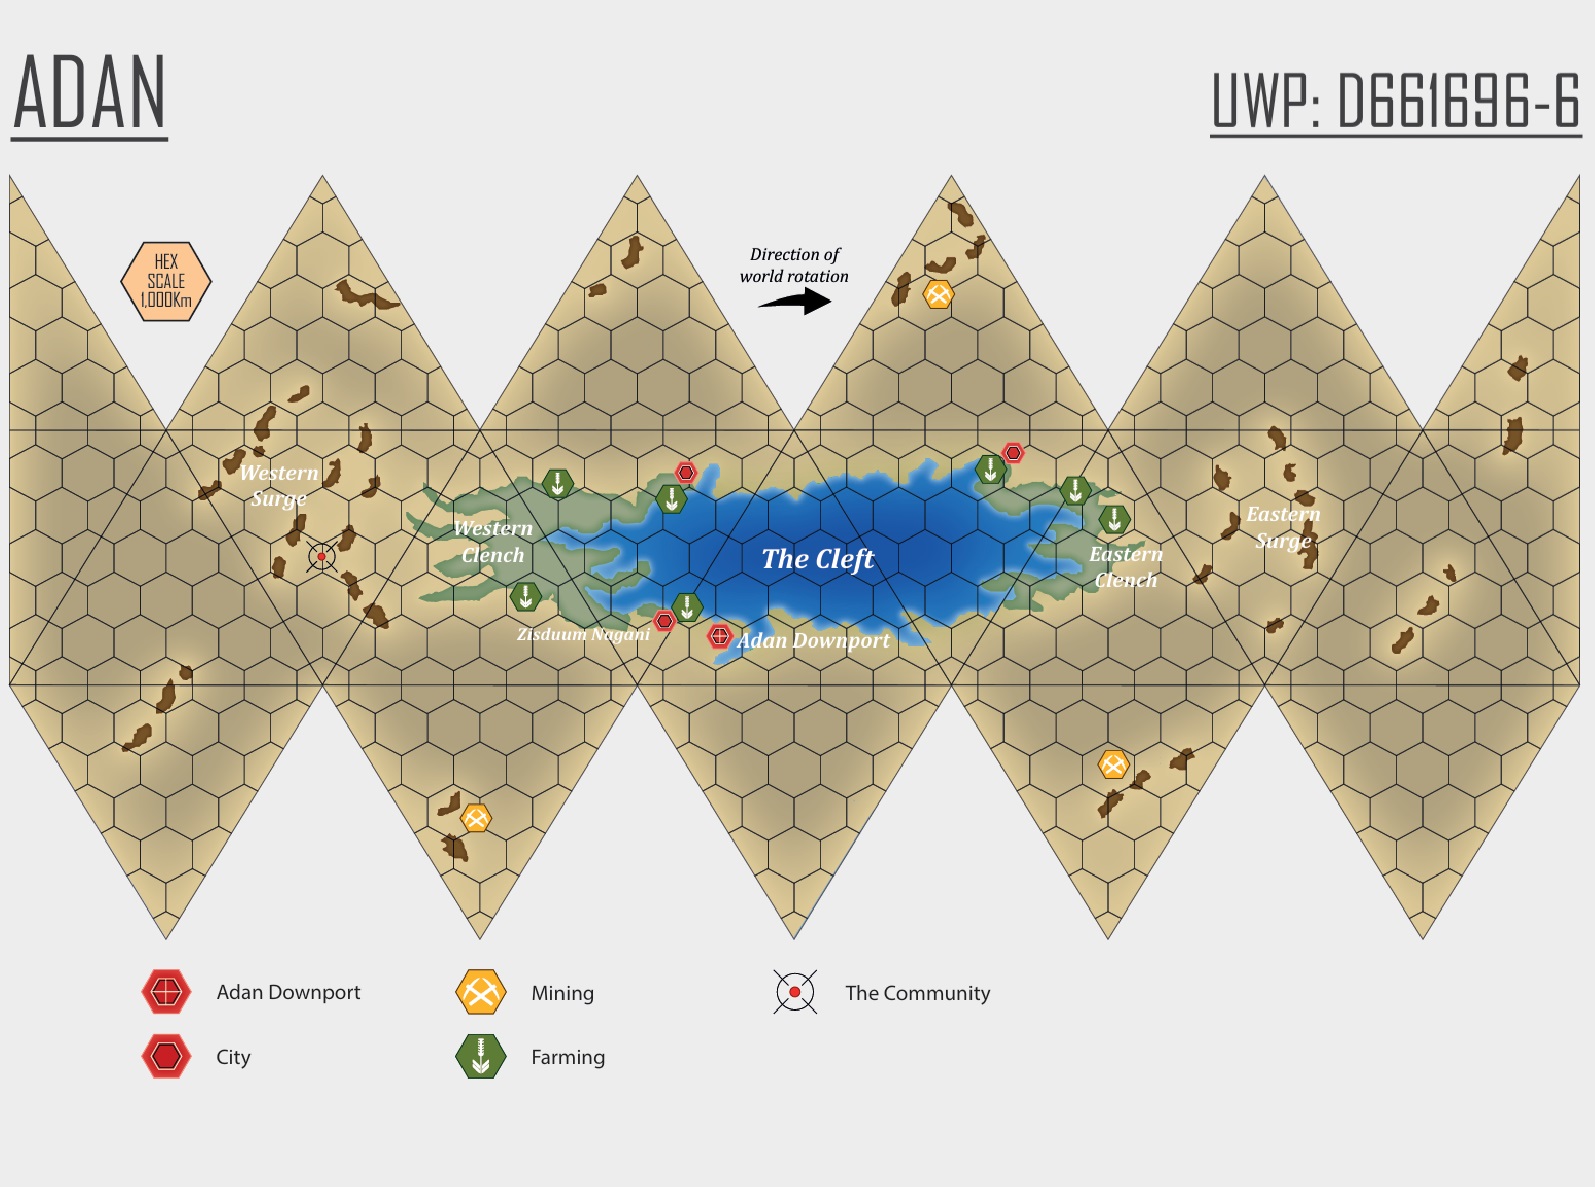 ADAN
UWP: D661696-6
HEX
SCALE
1,000Km
Direction of
world rotation
Western
Surge
Western
Clench
The Cleft
Eastern
Clench
Eastern
Surge
Zisduum Nagani
Adan Downport
Adan Downport
Mining
The Community
City
Farming